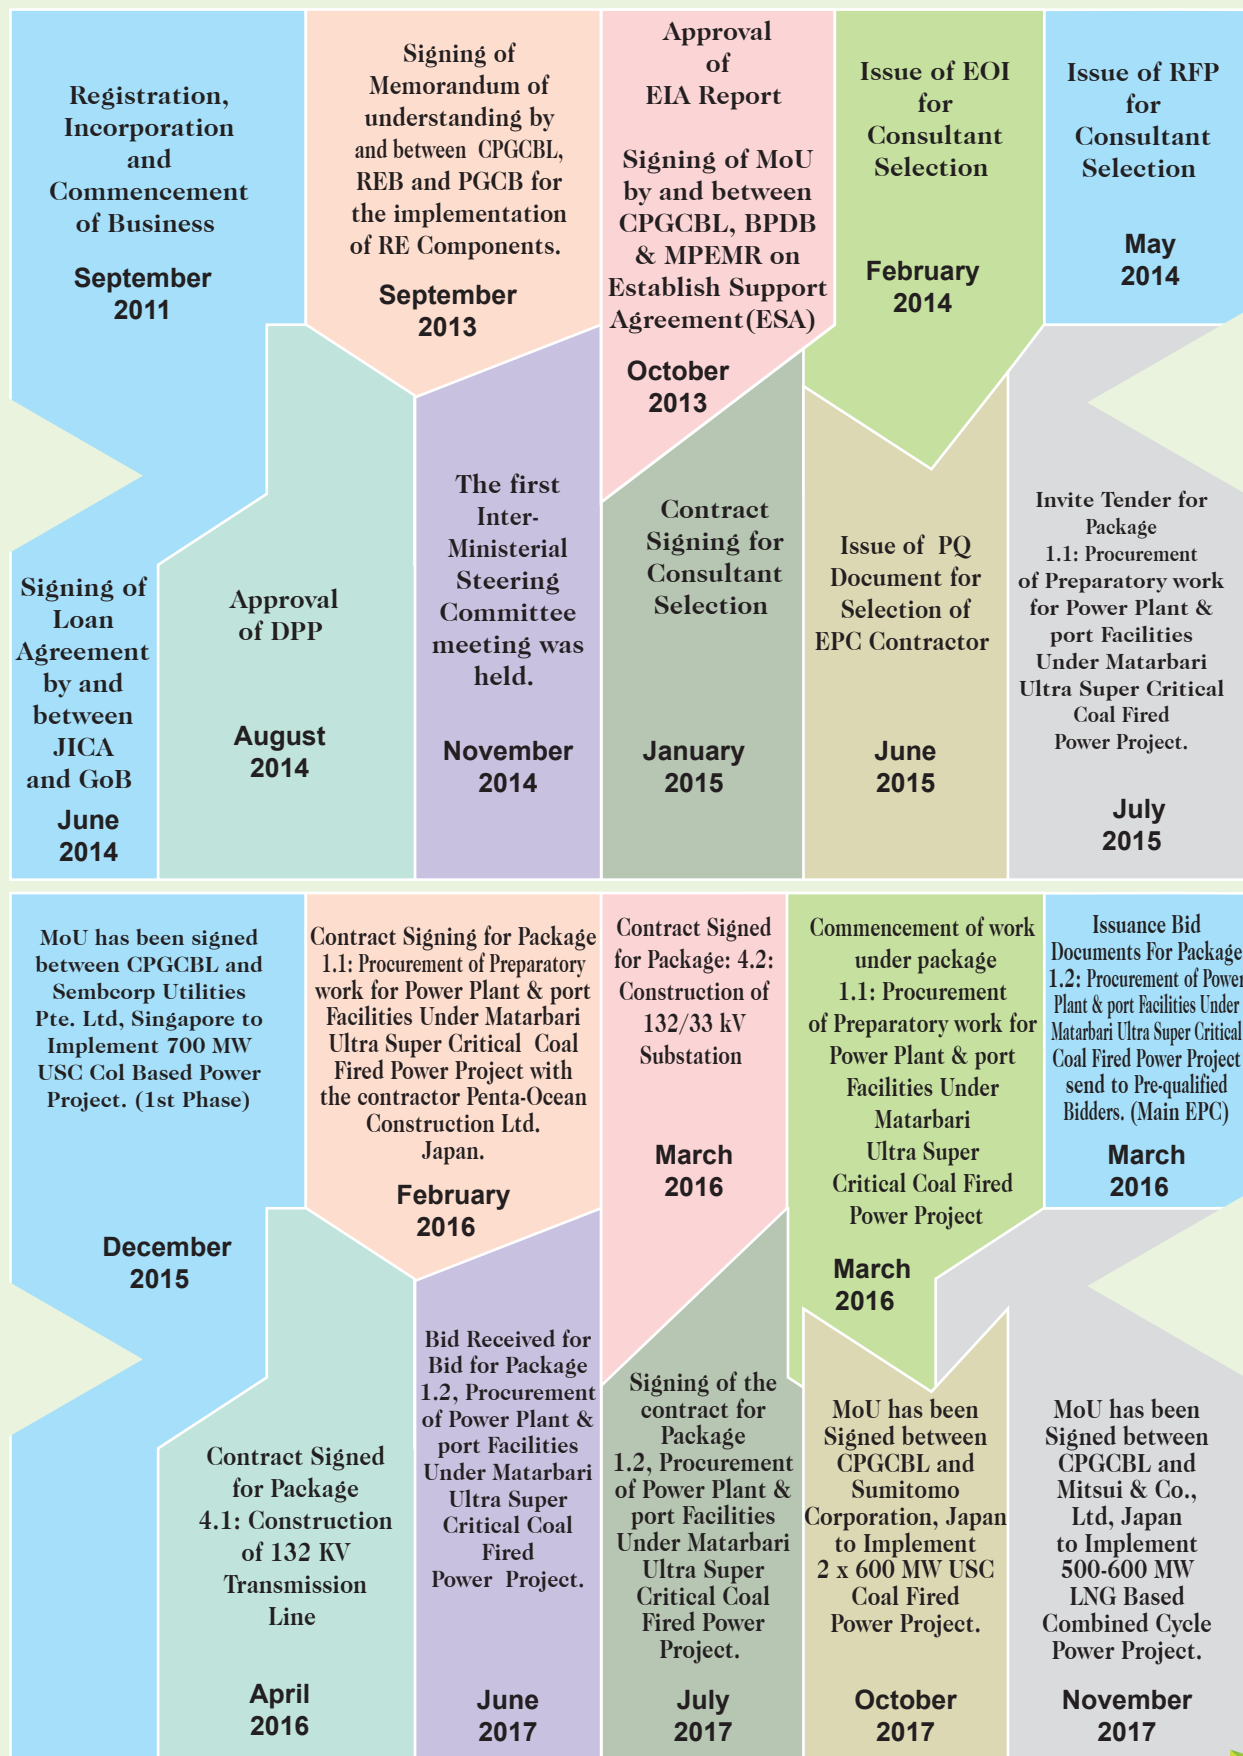 Registration,
Incorporation
and
Commencement
of Business
September
2011
Signing of
Memorandum of
understanding by
and between CPGCBL,
REB and PGCB for
the implementation
of RE Components.
September
2013
Approval
of
EIA Report
Signing of MoU
by and between
CPGCBL, BPDB
& MPEMR on
Establish Support
Agreement(ESA)
October
2013
Issue of EOI
for
Consultant
Selection
February
2014
Issue of RFP
for
Consultant
Selection
May
2014
Signing of
Loan
Agreement
by and
between
JICA
and GoB
June
2014
Approval
of DPP
August
2014
The first
Inter-
Ministerial
Steering
Committee
meeting was
held.
November
2014
Contract
Signing for
Consultant
Selection
January
2015
Issue of PQ
Document for
Selection of
EPC Contractor
June
2015
Invite Tender for
Package
1.1: Procurement
of Preparatory work
for Power Plant &
port Facilities
Under Matarbari
Ultra Super Critical
Coal Fired
Power Project.
July
2015
MoU has been signed
between CPGCBL and
Sembcorp Utilities
Pte. Ltd, Singapore to
Implement 700 MW
USC Col Based Power
Project. (1st Phase)
December
2015
Contract Signing for Package
1.1: Procurement of Preparatory
work for Power Plant & port
Facilities Under Matarbari
Ultra Super Critical Coal
Fired Power Project with
the contractor Penta-Ocean
Construction Ltd.
Japan.
February
2016
Contract Signed
for Package: 4.2:
Construction of
132/33 kV
Substation
March
2016
Commencement of work
under package
1.1: Procurement
of Preparatory work for
Power Plant & port
Facilities Under
Matarbari
Ultra Super
Critical Coal Fired
Power Project
March
2016
Issuance Bid
Documents For Package
1.2: Procurement of Power
Plant & port Facilities Under
Matarbari Ultra Super Critical
Coal Fired Power Project
send to Pre-qualified
Bidders. (Main EPC)
March
2016
Contract Signed
for Package
4.1: Construction
of 132 KV
Transmission
Line
April
2016
Bid Received for
Bid for Package
1.2, Procurement
of Power Plant &
port Facilities
Under Matarbari
Ultra Super
Critical Coal
Fired
Power Project.
June
2017
Signing of the
contract for
Package
1.2, Procurement
of Power Plant &
port Facilities
Under Matarbari
Ultra Super
Critical Coal
Fired Power
Project.
July
2017
MoU has been
Signed between
CPGCBL and
Sumitomo
Corporation, Japan
to Implement
2 x 600 MW USC
Coal Fired
Power Project.
October
2017
MoU has been
Signed between
CPGCBL and
Mitsui & Co.,
Ltd, Japan
to Implement
500-600 MW
LNG Based
Combined Cycle
Power Project.
November
2017